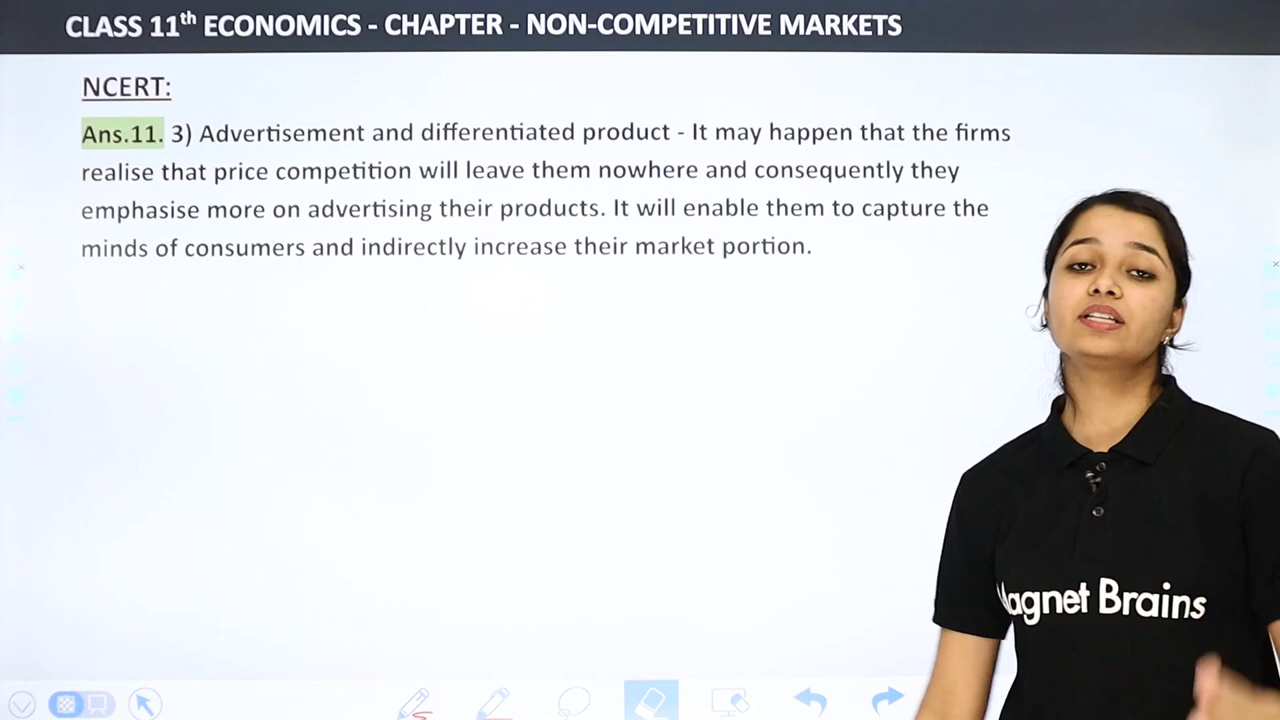 CLASS 11th ECONOMICS - CHAPTER - NON-COMPETITIVE MARKETS
NCERT:
Ans.11. 3) Advertisement and differentiated product - It may happen that the firms
realise that price competition will leave them nowhere and consequently they
emphasise more on advertising their products. It will enable them to capture the
minds of consumers and indirectly increase their market portion.
Magnet Brains